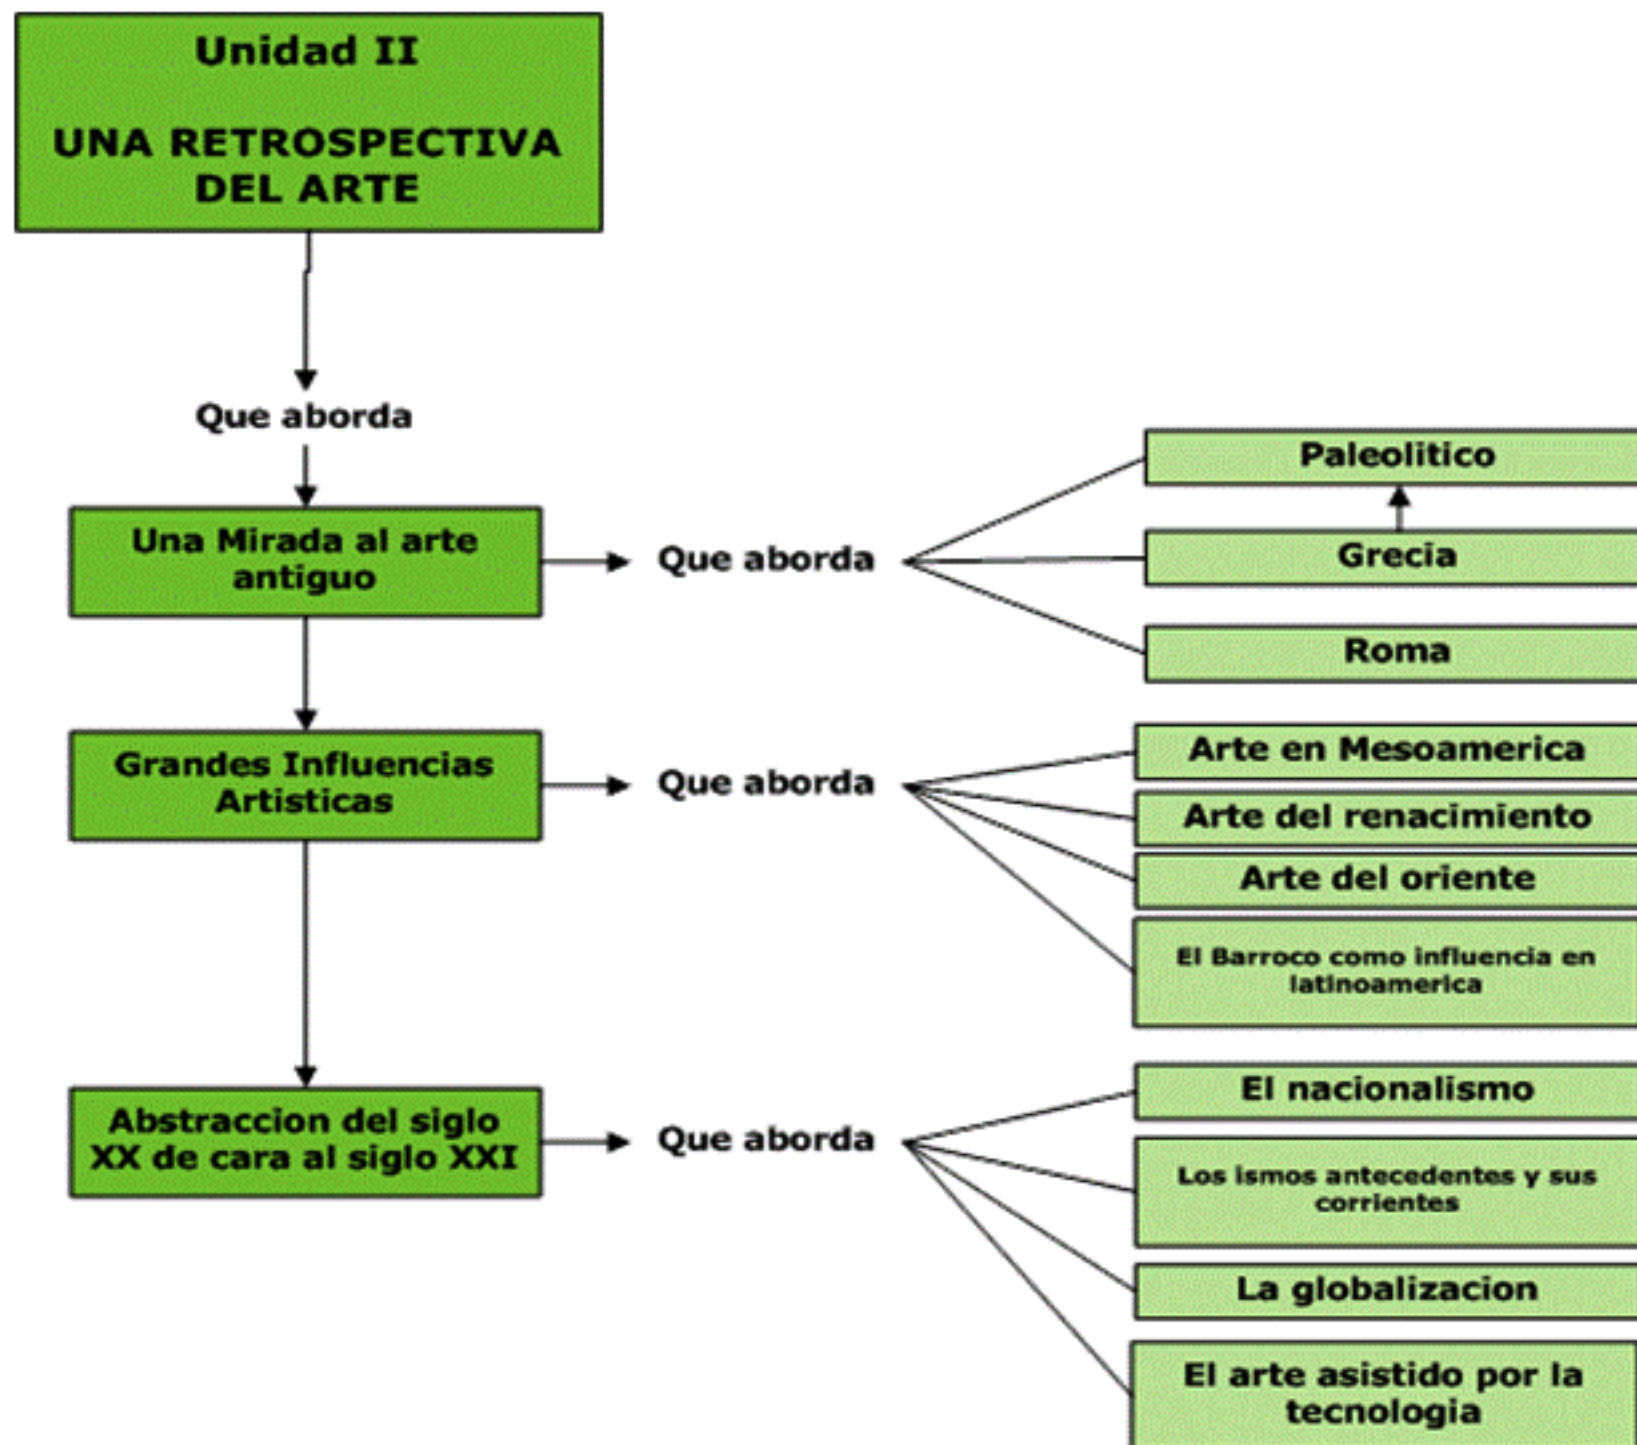 Unidad II
UNA RETROSPECTIVA
DEL ARTE
Que aborda
Una Mirada al arte
antiguo
Que aborda
Paleolitico
Grecia
Roma
Grandes Influencias
Artisticas
Que aborda
Arte en Mesoamerica
Arte del renacimiento
Arte del oriente
El Barroco como influencia en
latinoamerica
Abstraccion del siglo
XX de cara al siglo XXI
Que aborda
El nacionalismo
Los ismos antecedentes y sus
corrientes
La globalizacion
El arte asistido por la
tecnologia